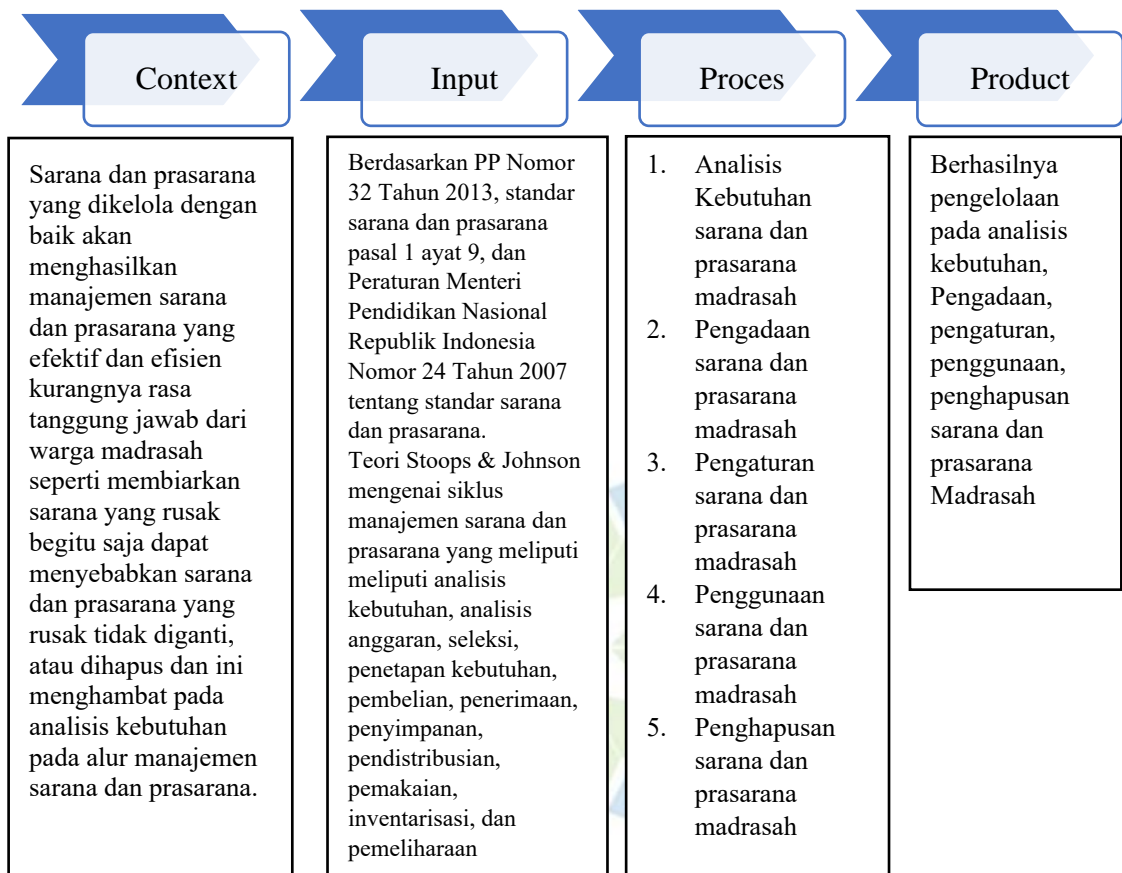 Context
Sarana dan prasarana
yang dikelola dengan
baik akan
menghasilkan
manajemen sarana
dan prasarana yang
efektif dan efisien
kurangnya rasa
tanggung jawab dari
warga madrasah
seperti membiarkan
sarana yang rusak
begitu saja dapat
menyebabkan sarana
dan prasarana yang
rusak tidak diganti,
atau dihapus dan ini
menghambat pada
analisis kebutuhan
pada alur manajemen
sarana dan prasarana.
Input
Berdasarkan PP Nomor
32 Tahun 2013, standar
sarana dan prasarana
pasal 1 ayat 9, dan
Peraturan Menteri
Pendidikan Nasional
Republik Indonesia
Nomor 24 Tahun 2007
tentang standar sarana
dan prasarana.
Teori Stoops & Johnson
mengenai siklus
manajemen sarana dan
prasarana yang meliputi
meliputi analisis
kebutuhan, analisis
anggaran, seleksi,
penetapan kebutuhan,
pembelian, penerimaan,
penyimpanan,
pendistribusian,
pemakaian,
inventarisasi, dan
pemeliharaan
Proces
1. Analisis
Kebutuhan
sarana dan
prasarana
madrasah
2. Pengadaan
sarana dan
prasarana
madrasah
3. Pengaturan
sarana dan
prasarana
madrasah
4. Penggunaan
sarana dan
prasarana
madrasah
5. Penghapusan
sarana dan
prasarana
madrasah
Product
Berhasilnya
pengelolaan
pada analisis
kebutuhan,
Pengadaan,
pengaturan,
penggunaan,
penghapusan
sarana dan
prasarana
Madrasah